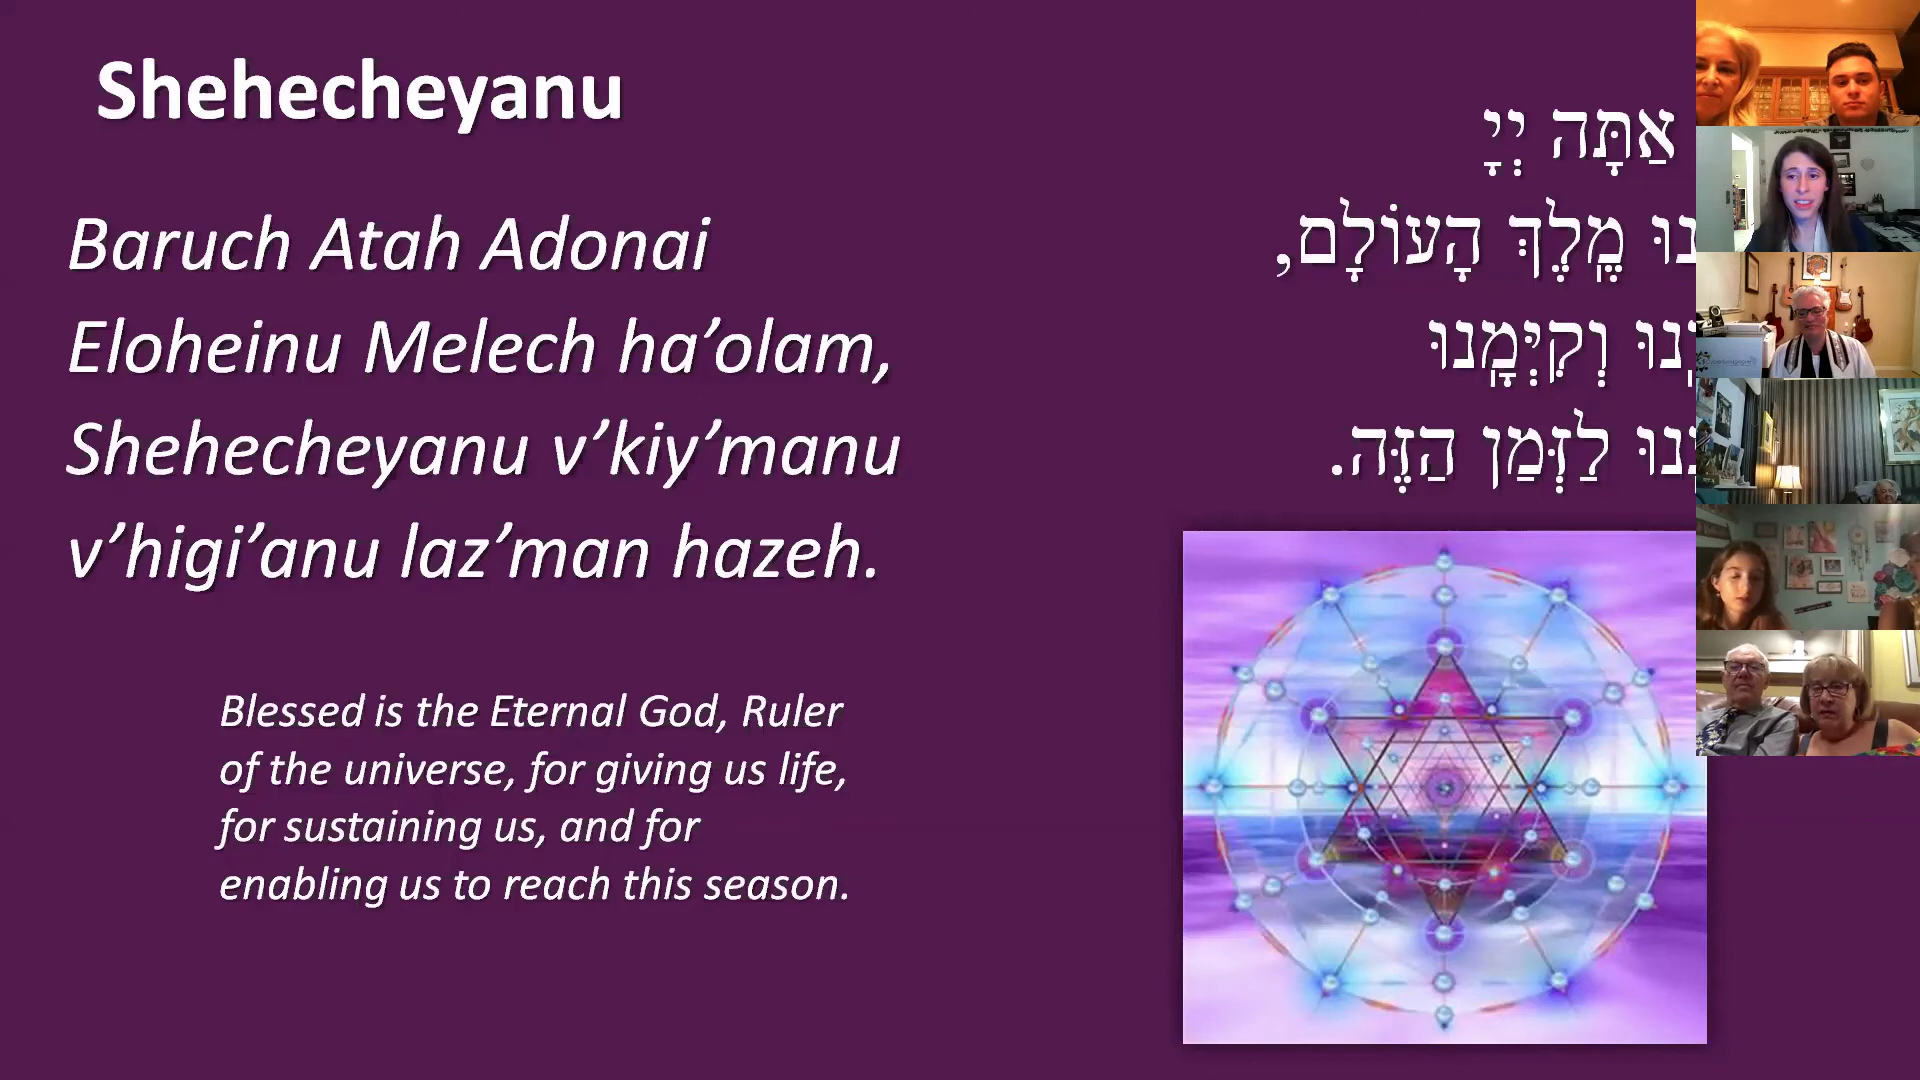 Shehecheyanu
Baruch Atah Adonai
Eloheinu Melech ha’olam,
Shehecheyanu v’kiy’manu
v’higi’anu laz’man hazeh.
Blessed is the Eternal God, Ruler
of the universe, for giving us life,
for sustaining us, and for
enabling us to reach this season.
אַתָּה יְיָ
מֶֽלֶךְ הָעוֹלָם,
וְקִיְּמָֽנוּ
לַזְּמַן הַזֶּה.